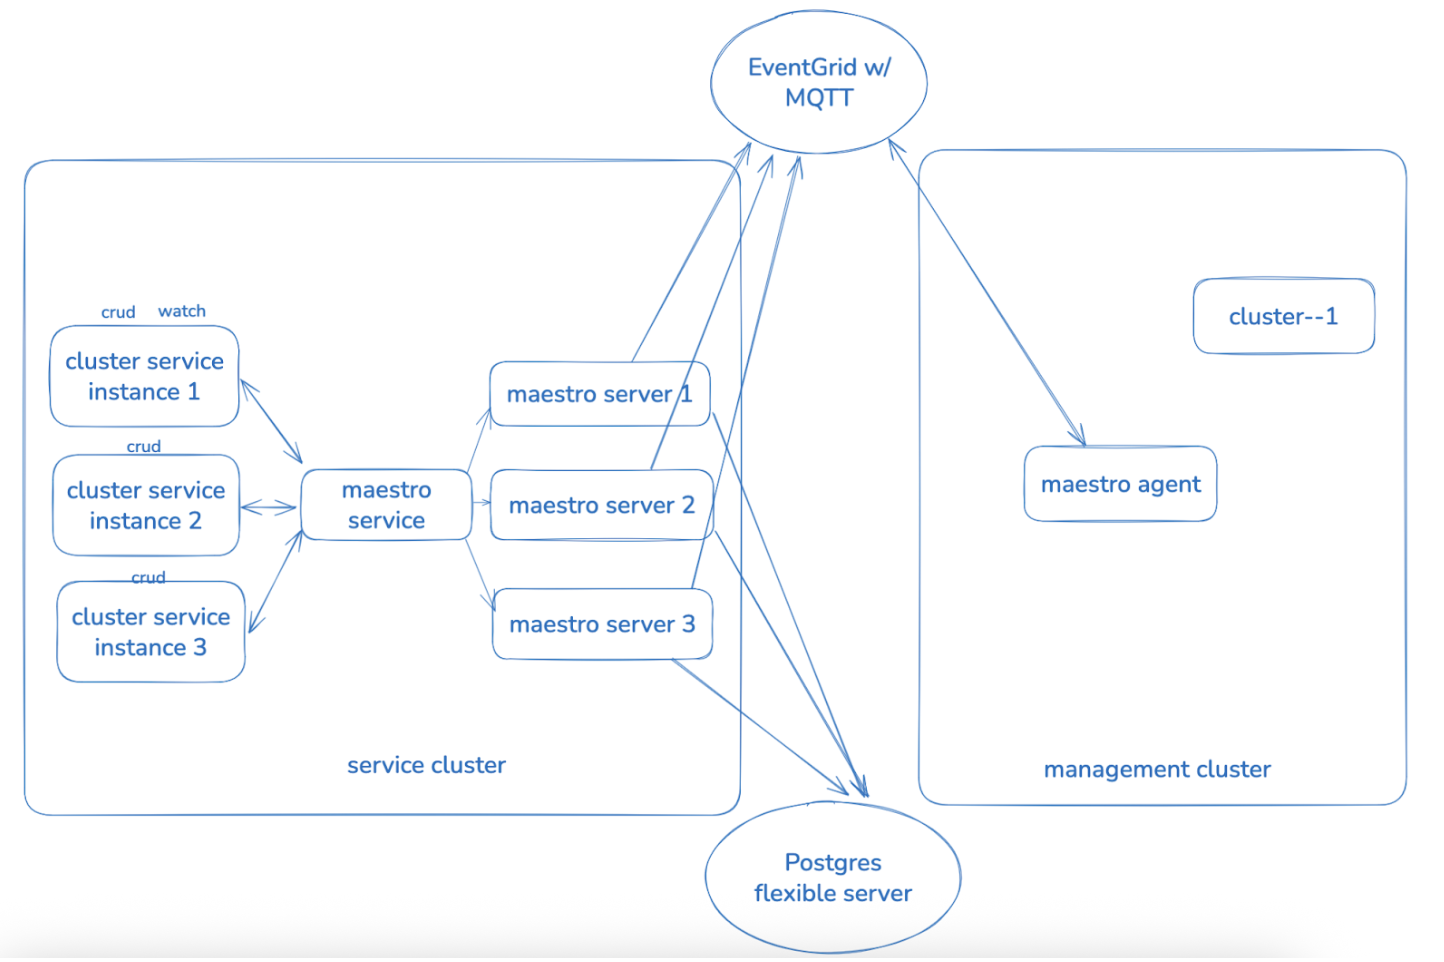 EventGrid w/
MQTT
crud watch
cluster service
instance 1
crud
cluster service
instance 2
crud
cluster service
instance 3
maestro
service
maestro server 1
maestro server 2
maestro server 3
service cluster
cluster--1
maestro agent
management cluster
Postgres
flexible server